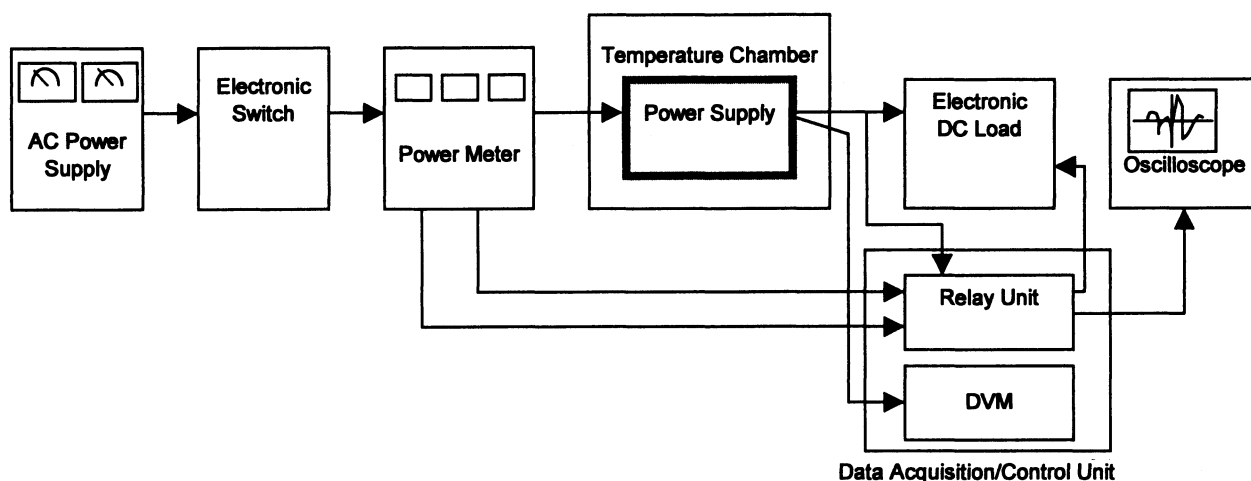 AC Power
Supply
Electronic
Switch
Power Meter
Temperature Chamber
Power Supply
Electronic
DC Load
Oscilloscope
Relay Unit
DVM
Data Acquisition/Control Unit